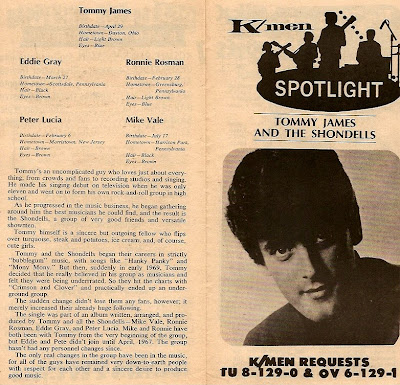 Tommy James
Birthdate—April 29
Hometown—Dayton, Ohio
Hair—Light Brown
Eyes—Blue
Eddie Gray
Birthdate—March 27
Hometown—Scottsdale, Pennsylvania
Hair—Black
Eyes—Brown
Ronnie Rosman
Birthdate—February 28
Hometown—Greensburg,
Pennsylvania
Hair—Light Brown
Eyes—Blue
Peter Lucia
Birthdate—February 6
Hometown—Morristown, New Jersey
Hair—Brown
Eyes—Brown
Mike Vale
Birthdate—July 17
Hometown—Harrison Park,
Pennsylvania
Hair—Black
Eyes—Brown
Tommy's an uncomplicated guy who loves just about every-
thing, from crowds and fans to recording studios and singing.
He made his singing debut on television when he was only
eleven and went on to form his own rock-and-roll group in high
school.
As he progressed in the music business, he began gathering
around him the best musicians he could find, and the result is
the Shondells, a group of very good friends and versatile
showmen.
Tommy himself is a sincere but outgoing fellow who flips
over turquoise, steak and potatoes, ice cream, and, of course,
cute girls.
Tommy and the Shondells began their careers in strictly
"bubblegum" music, with songs like "Hanky Panky" and
"Mony Mony." But then, suddenly in early 1969, Tommy
decided that he really believed in his group as musicians and
felt they were being underrated. So they hit the charts with
"Crimson and Clover" and practically ended up an under-
ground group.
The sudden change didn't lose them any fans, however; it
merely increased their already huge following.
The single was part of an album written, arranged, and pro-
duced by Tommy and all the Shondells—Mike Vale, Ronnie
Rosman, Eddie Gray, and Peter Lucia. Mike and Ronnie have
both been with Tommy from the very beginning of the group,
but Eddie and Pete didn't join until April, 1967. The group
hasn't had any personnel changes since.
The only real changes in the group have been in the music,
for all of the guys have remained very down-to-earth people
with respect for each other and a sincere desire to produce
good music.
K/men
SPOTLIGHT
TOMMY JAMES
AND THE SHONDELLS
K/MEN REQUESTS
TU 8-129-0 & OV 6-129-1